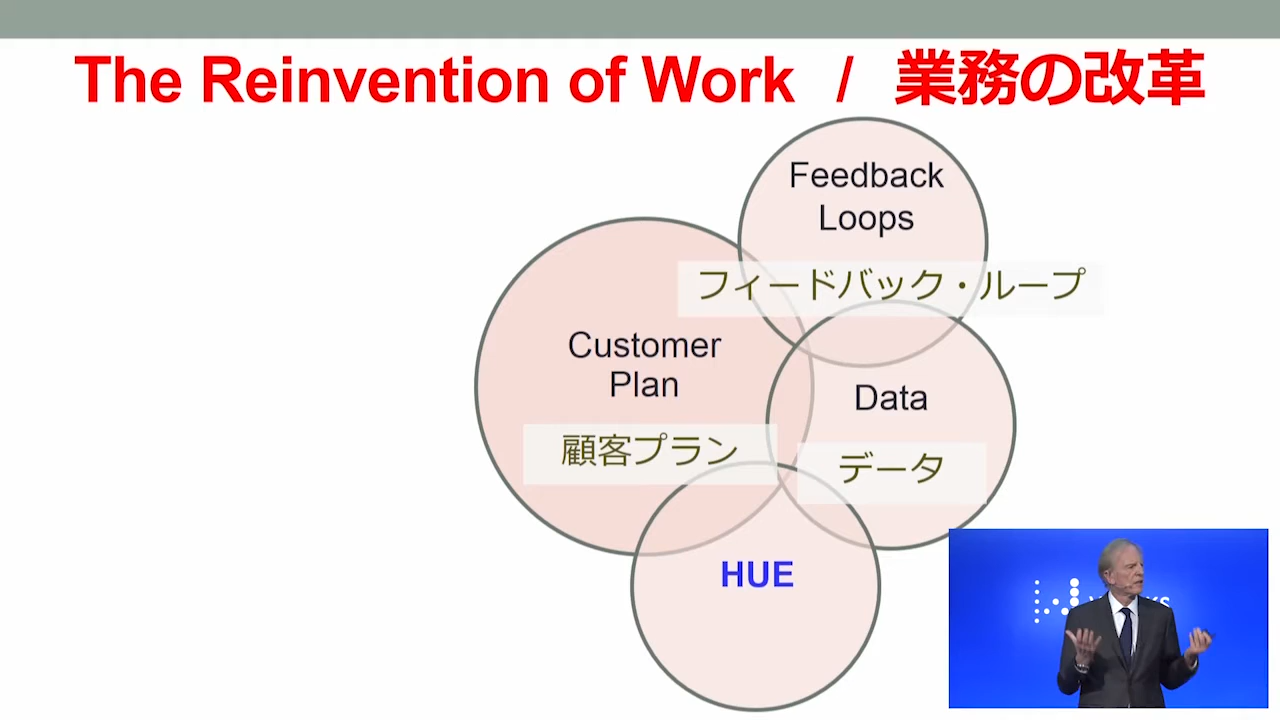 The Reinvention of Work / 業務の改革
Feedback
Loops
フィードバック・ループ
Customer
Plan
顧客プラン
Data
データ
HUE